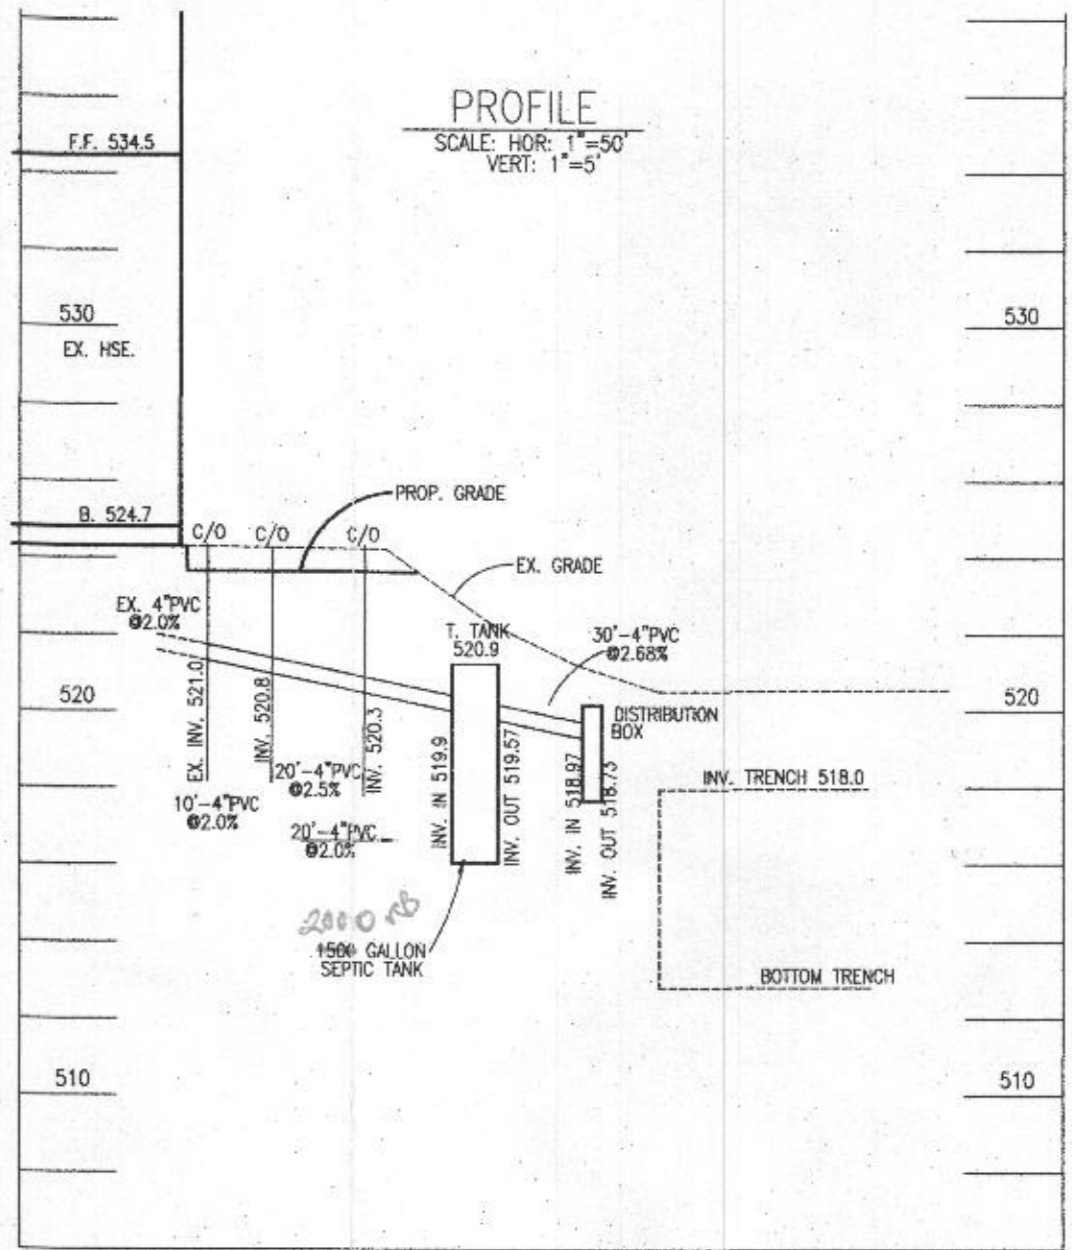 PROFILE
SCALE: HOR: 1"=50'
VERT: 1"=5'
F.F. 534.5
530
530
EX. HSE.
PROP. GRADE
B. 524.7
C/O
C/O
C/O
EX. GRADE
EX. 4"PVC
@2.0%
T. TANK
520.9
30'-4"PVC
@2.68%
520
520
EX. INV. 521.0
INV. 520.8
INV. 520.3
INV. IN 519.9
INV. OUT 519.57
INV. IN 518.97
INV. OUT 518.73
DISTRIBUTION
BOX
INV. TRENCH 518.0
10'-4"PVC
@2.0%
20'-4"PVC
@2.5%
20'-4"PVC
@2.0%
2000
1500 GALLON
SEPTIC TANK
BOTTOM TRENCH
510
510